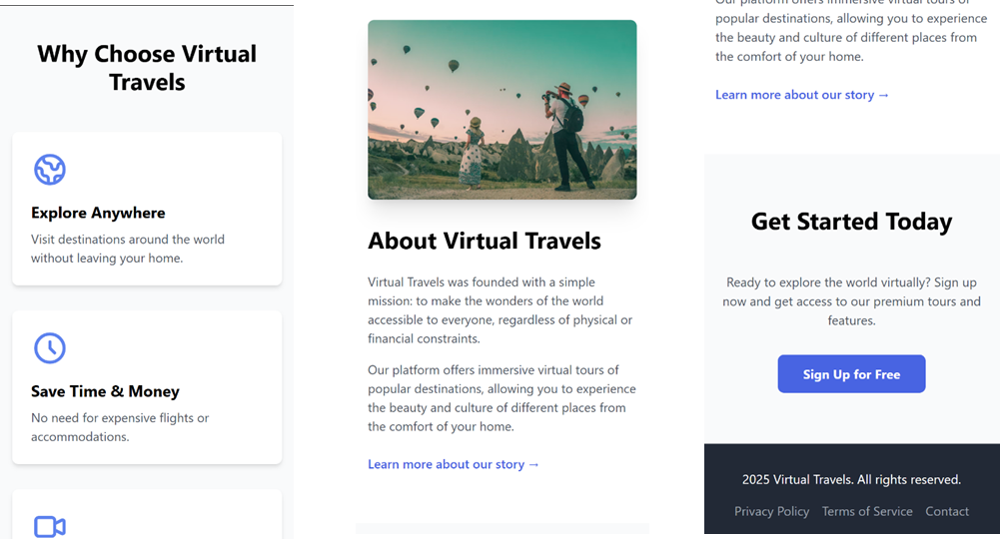 Why Choose Virtual
Travels
Explore Anywhere
Visit destinations around the world
without leaving your home.
Save Time & Money
No need for expensive flights or
accommodations.
About Virtual Travels
Virtual Travels was founded with a simple
mission: to make the wonders of the world
accessible to everyone, regardless of physical or
financial constraints.
Our platform offers immersive virtual tours of
popular destinations, allowing you to experience
the beauty and culture of different places from
the comfort of your home.
Learn more about our story →
Our platform offers immersive virtual tours of
popular destinations, allowing you to experience
the beauty and culture of different places from
the comfort of your home.
Learn more about our story →
Get Started Today
Ready to explore the world virtually? Sign up
now and get access to our premium tours and
features.
Sign Up for Free
2025 Virtual Travels. All rights reserved.
Privacy Policy Terms of Service Contact